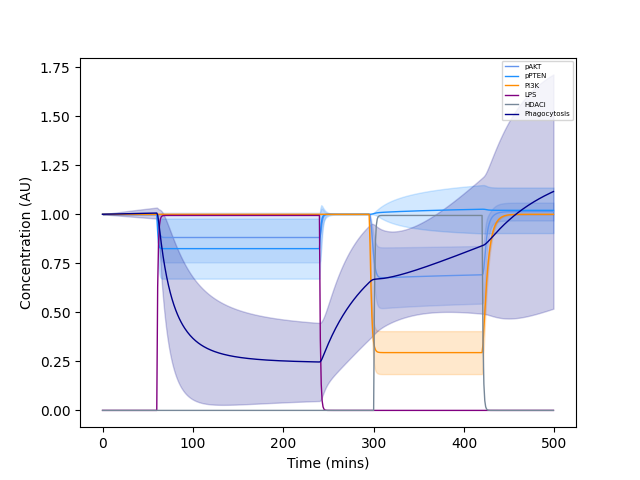 1.75
1.50
1.25
1.00
0.75
0.50
0.25
0.00
Concentration (AU)
0
100
200
300
400
500
Time (mins)
pAKT
pPTEN
PI3K
LPS
HDACi
Phagocytosis